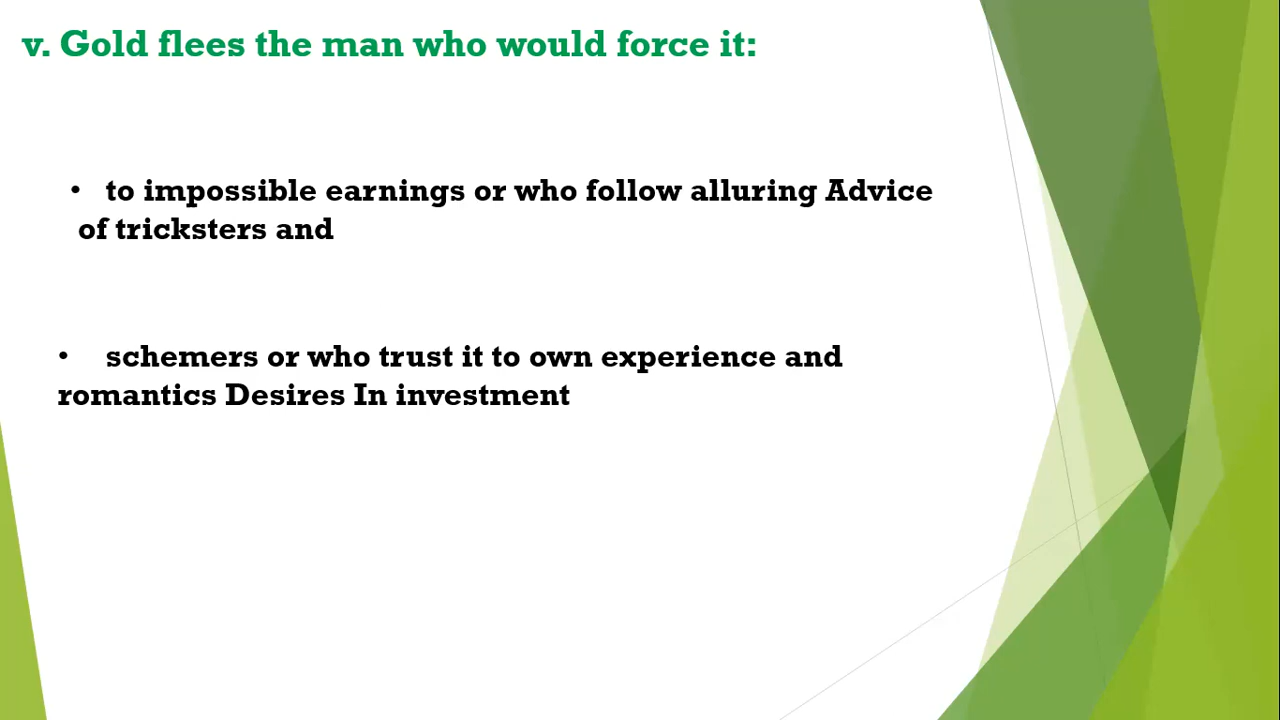 v. Gold flees the man who would force it:
• to impossible earnings or who follow alluring Advice
of tricksters and
• schemers or who trust it to own experience and
romantics Desires In investment